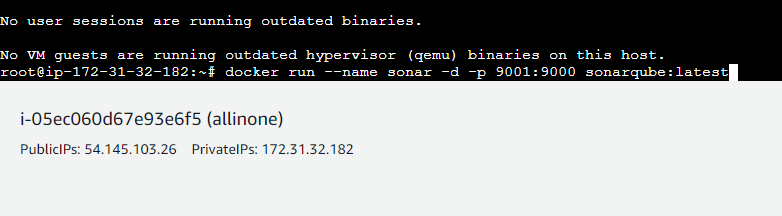 No user sessions are running outdated binaries.
No VM guests are running outdated hypervisor (qemu) binaries on this host.
root@ip-172-31-32-182:~# docker run --name sonar -d -p 9001:9000 sonarqube:latest
i-05ec060d67e93e6f5 (allinone)
PublicIPs: 54.145.103.26 PrivateIPs: 172.31.32.182